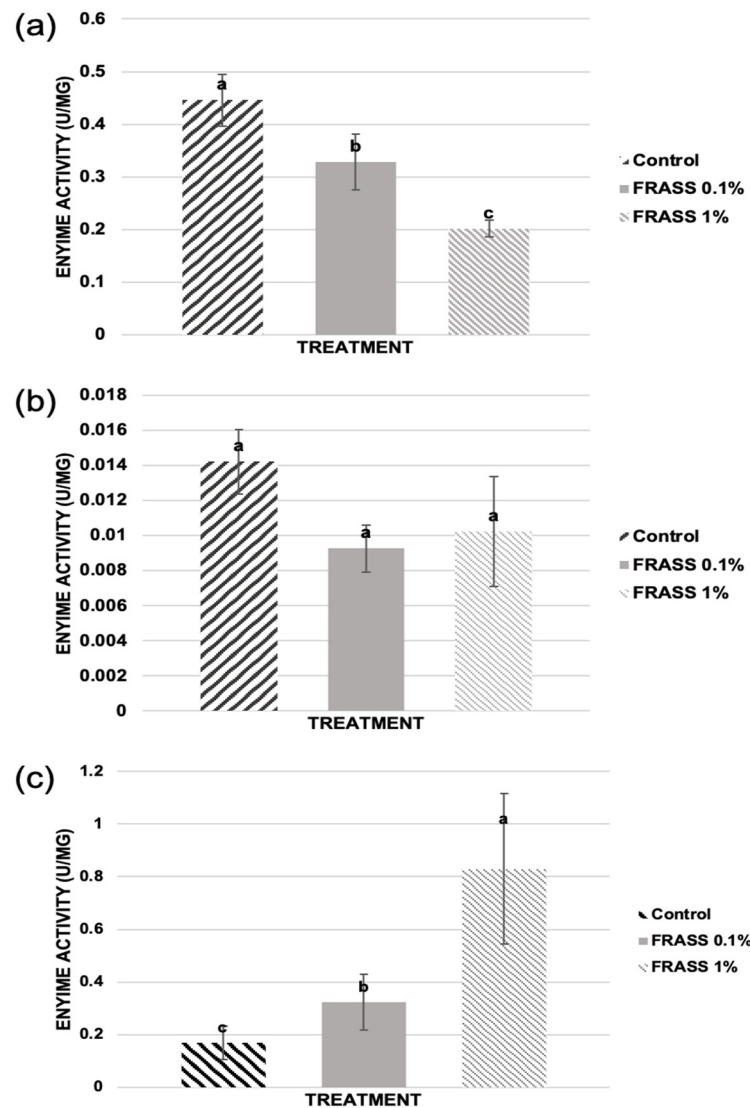 (a)
0.6
0.5
0.4
0.3
0.2
0.1
0
ENYIME ACTIVITY (U/MG)
a
b
c
TREATMENT
Control
FRASS 0.1%
FRASS 1%
(b)
0.018
0.016
0.014
0.012
0.01
0.008
0.006
0.004
0.002
0
ENYIME ACTIVITY (U/MG)
a
a
a
TREATMENT
Control
FRASS 0.1%
FRASS 1%
(c)
1.2
1
0.8
0.6
0.4
0.2
0
ENYIME ACTIVITY (U/MG)
c
b
a
TREATMENT
Control
FRASS 0.1%
FRASS 1%